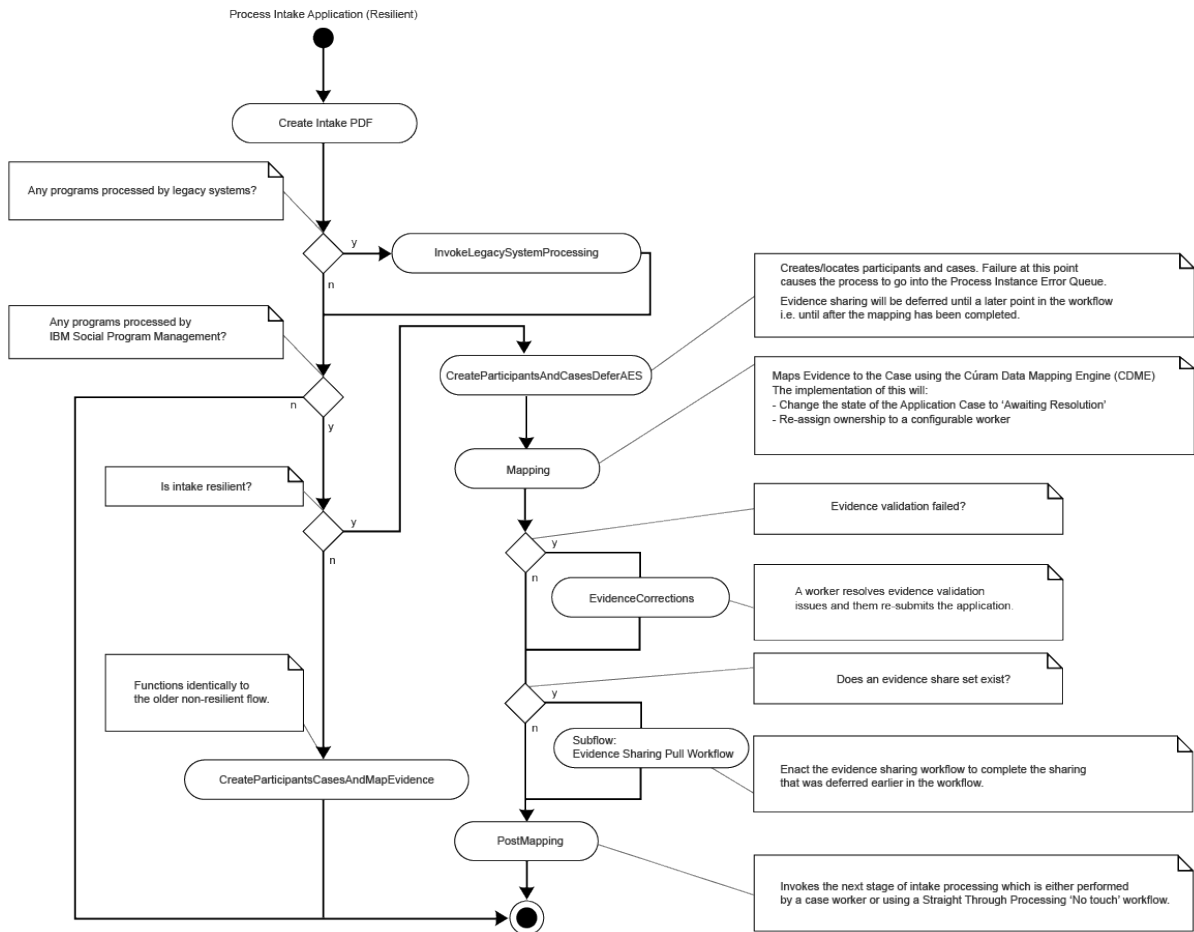 Process Intake Application (Resilient)
Create Intake PDF
Any programs processed by legacy systems?
y
InvokeLegacySystemProcessing
n
Creates/locates participants and cases. Failure at this point
causes the process to go into the Process Instance Error Queue.
Evidence sharing will be deferred until a later point in the workflow
i.e. until after the mapping has been completed.
Any programs processed by
IBM Social Program Management?
n
y
CreateParticipantsAndCasesDeferAES
Maps Evidence to the Case using the Cúram Data Mapping Engine (CDME)
The implementation of this will:
- Change the state of the Application Case to ‘Awaiting Resolution’
- Re-assign ownership to a configurable worker
Mapping
Is intake resilient?
y
n
Evidence validation failed?
y
n
EvidenceCorrections
A worker resolves evidence validation
issues and them re-submits the application.
Does an evidence share set exist?
y
n
Functions identically to
the older non-resilient flow.
Subflow:
Evidence Sharing Pull Workflow
Enact the evidence sharing workflow to complete the sharing
that was deferred earlier in the workflow.
CreateParticipantsCasesAndMapEvidence
PostMapping
Invokes the next stage of intake processing which is either performed
by a case worker or using a Straight Through Processing ‘No touch’ workflow.